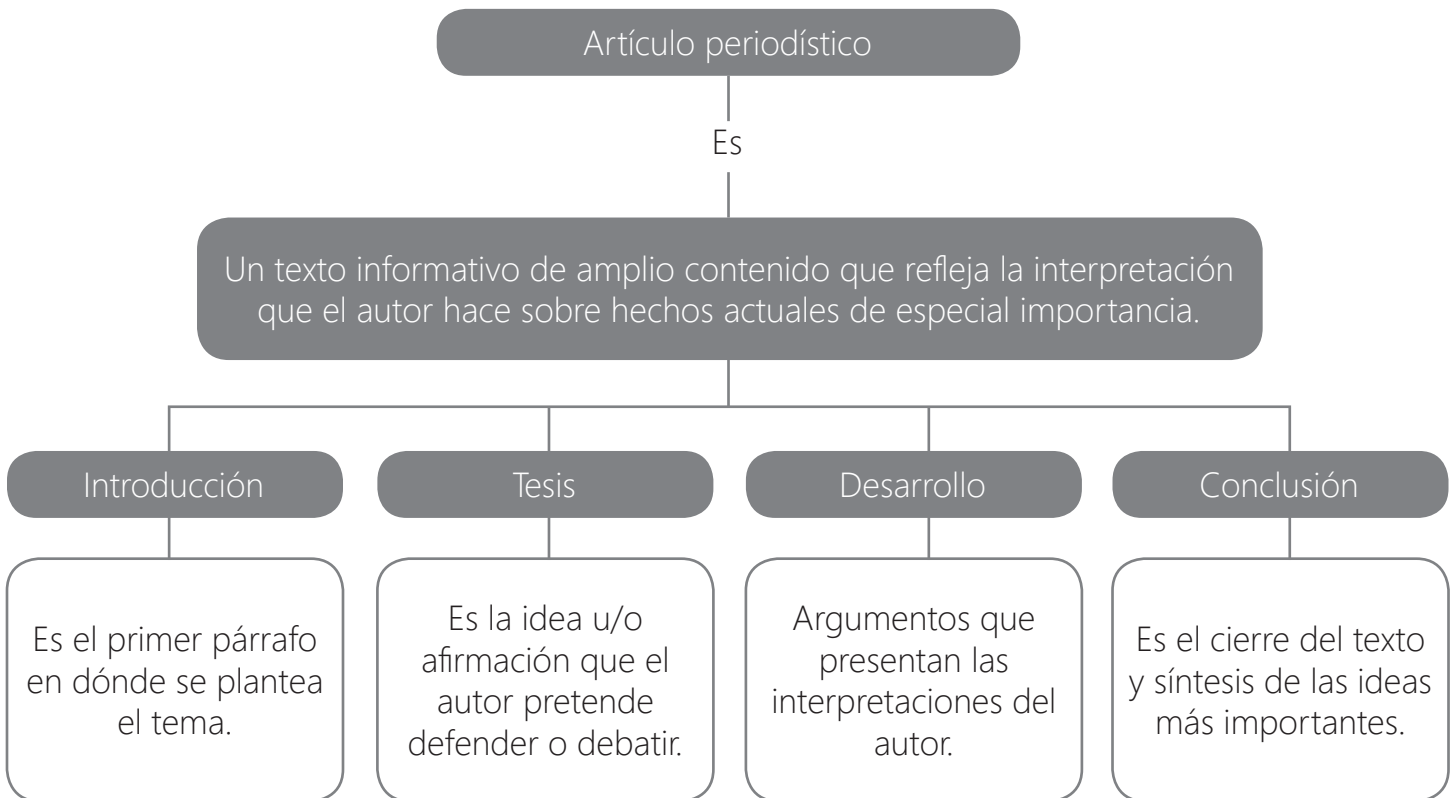 Artículo periodístico
Es
Un texto informativo de amplio contenido que refleja la interpretación
que el autor hace sobre hechos actuales de especial importancia.
Introducción
Tesis
Desarrollo
Conclusión
Es el primer párrafo
en dónde se plantea
el tema.
Es la idea u/o
afirmación que el
autor pretende
defender o debatir.
Argumentos que
presentan las
interpretaciones del
autor.
Es el cierre del texto
y síntesis de las ideas
más importantes.